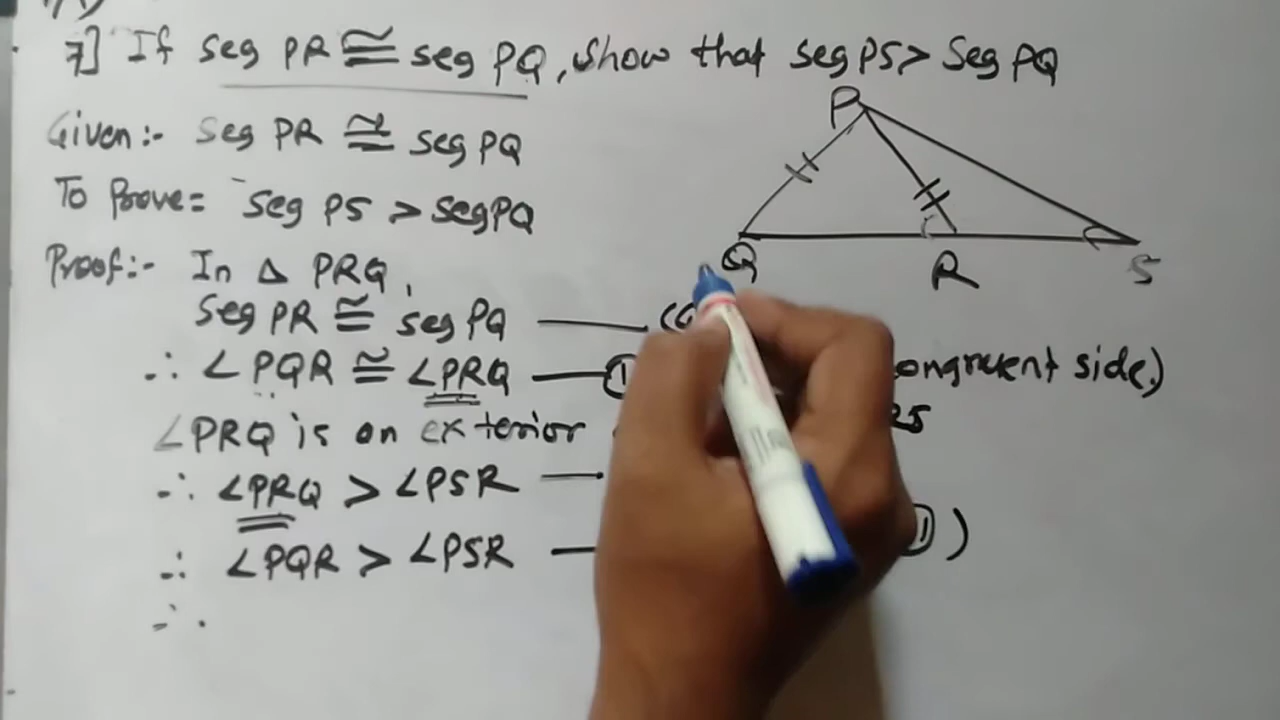 7] If seg PR ≅ seg PQ, show that seg PS > seg PQ
Given:- seg PR ≅ seg PQ
To Prove= seg PS > seg PQ
Proof:- In Δ PRQ,
seg PR ≅ seg PQ
∴ ∠PQR ≅ ∠PRQ — ① ongruent side.)
∠PRQ is an exterior
∴ ∠PRQ > ∠PSR
∴ ∠PQR > ∠PSR )
∴
P
Q
R
S